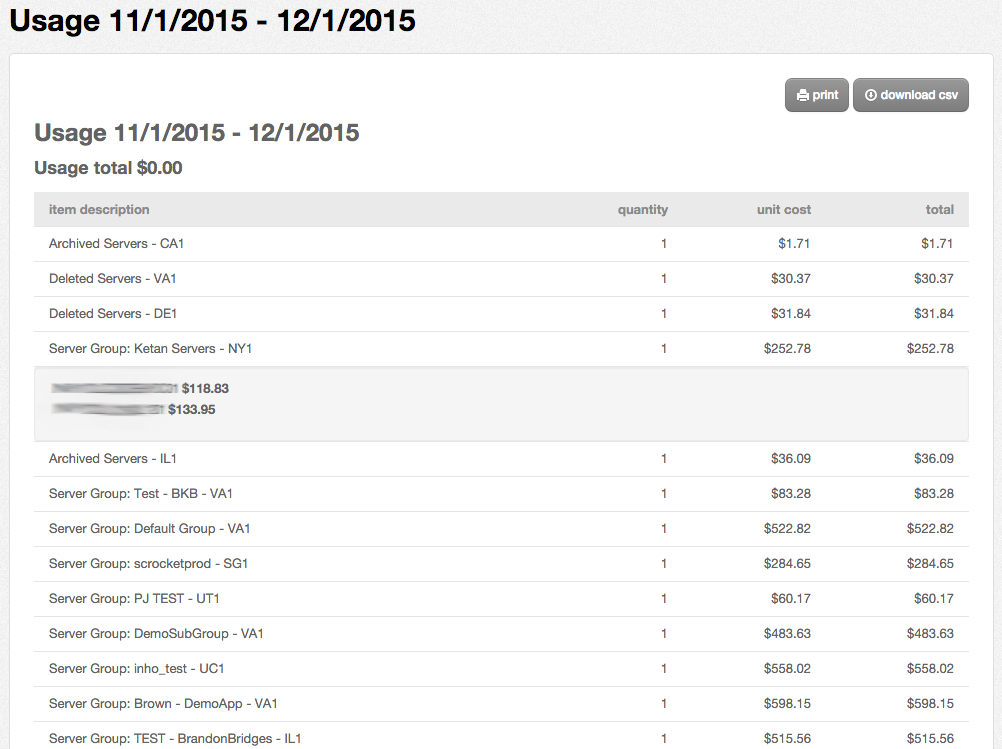 Usage 11/1/2015 - 12/1/2015
print download csv
Usage 11/1/2015 - 12/1/2015
Usage total $0.00
item description quantity unit cost total
Archived Servers - CA1 1 $1.71 $1.71
Deleted Servers - VA1 1 $30.37 $30.37
Deleted Servers - DE1 1 $31.84 $31.84
Server Group: Ketan Servers - NY1 1 $252.78 $252.78
$118.83
$133.95
Archived Servers - IL1 1 $36.09 $36.09
Server Group: Test - BKB - VA1 1 $83.28 $83.28
Server Group: Default Group - VA1 1 $522.82 $522.82
Server Group: scrocketprod - SG1 1 $284.65 $284.65
Server Group: PJ TEST - UT1 1 $60.17 $60.17
Server Group: DemoSubGroup - VA1 1 $483.63 $483.63
Server Group: inho_test - UC1 1 $558.02 $558.02
Server Group: Brown - DemoApp - VA1 1 $598.15 $598.15
Server Group: TEST - BrandonBridges - IL1 1 $515.56 $515.56